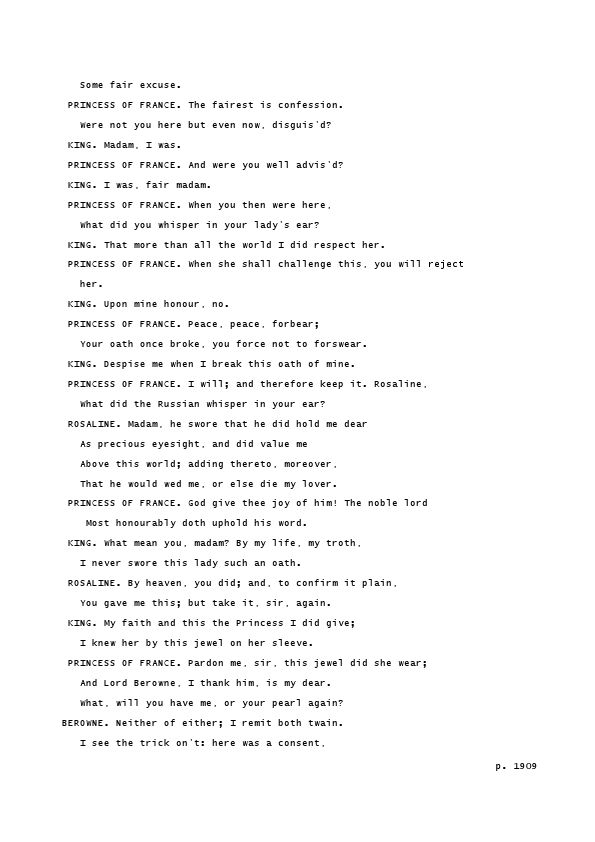 Some fair excuse.
PRINCESS OF FRANCE. The fairest is confession.
Were not you here but even now, disguis'd?
KING. Madam, I was.
PRINCESS OF FRANCE. And were you well advis'd?
KING. I was, fair madam.
PRINCESS OF FRANCE. When you then were here,
What did you whisper in your lady's ear?
KING. That more than all the world I did respect her.
PRINCESS OF FRANCE. When she shall challenge this, you will reject
her.
KING. Upon mine honour, no.
PRINCESS OF FRANCE. Peace, peace, forbear;
Your oath once broke, you force not to forswear.
KING. Despise me when I break this oath of mine.
PRINCESS OF FRANCE. I will; and therefore keep it. Rosaline,
What did the Russian whisper in your ear?
ROSALINE. Madam, he swore that he did hold me dear
As precious eyesight, and did value me
Above this world; adding thereto, moreover,
That he would wed me, or else die my lover.
PRINCESS OF FRANCE. God give thee joy of him! The noble lord
Most honourably doth uphold his word.
KING. What mean you, madam? By my life, my troth,
I never swore this lady such an oath.
ROSALINE. By heaven, you did; and, to confirm it plain,
You gave me this; but take it, sir, again.
KING. My faith and this the Princess I did give;
I knew her by this jewel on her sleeve.
PRINCESS OF FRANCE. Pardon me, sir, this jewel did she wear;
And Lord Berowne, I thank him, is my dear.
What, will you have me, or your pearl again?
BEROWNE. Neither of either; I remit both twain.
I see the trick on't: here was a consent,
p. 1909